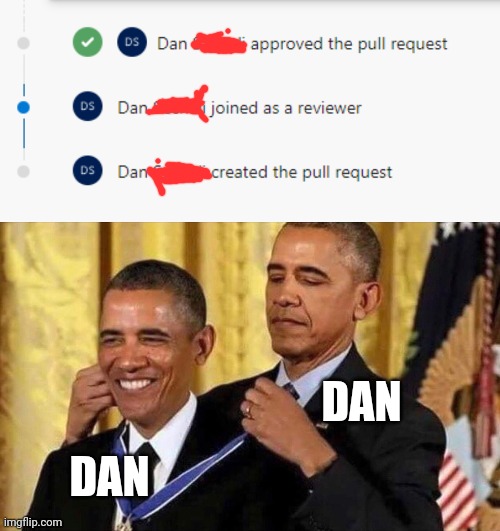 DS Dan approved the pull request
DS Dan joined as a reviewer
DS Dan created the pull request
DAN
DAN
imgflip.com